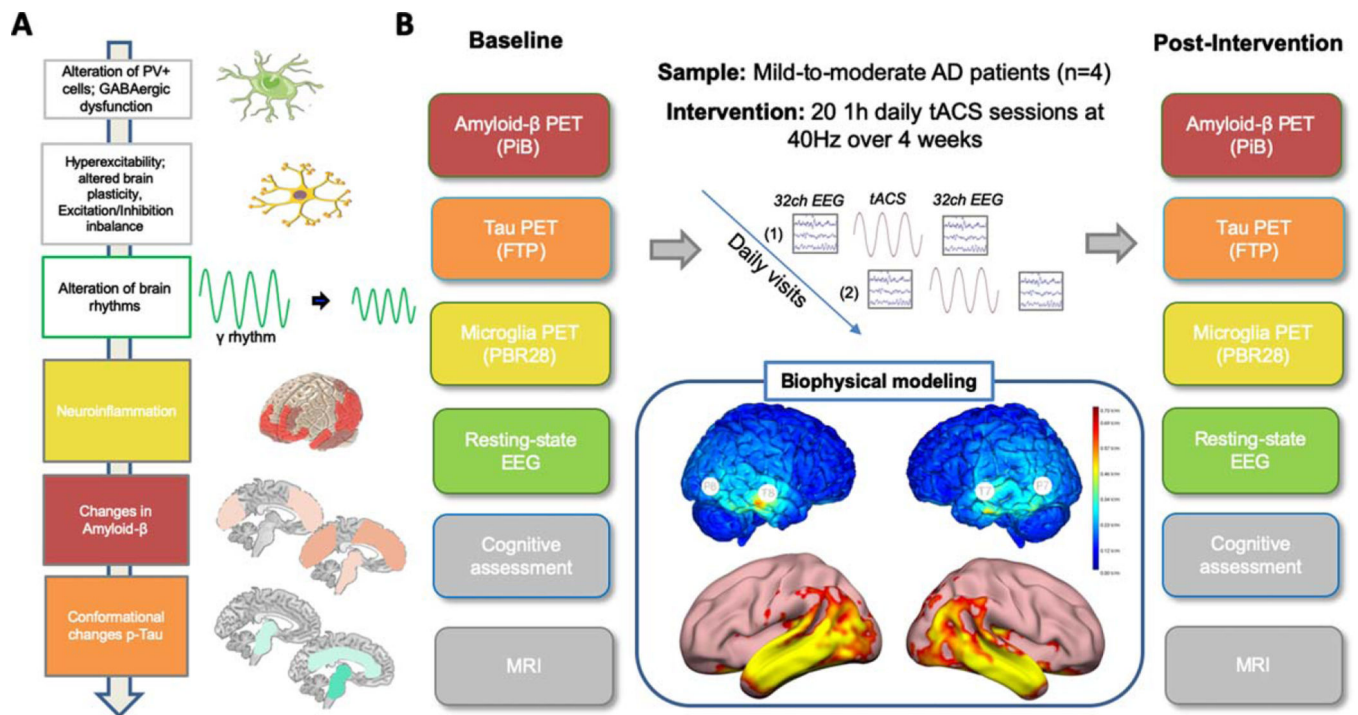 A
Alteration of PV+
cells; GABAergic
dysfunction
Hyperexcitability;
altered brain
plasticity,
Excitation/Inhibition
inbalance
Alteration of brain
rhythms
γ rhythm
Neuroinflammation
Changes in
Amyloid-β
Conformational
changes p-Tau
B
Baseline
Amyloid-β PET
(PiB)
Tau PET
(FTP)
Microglia PET
(PBR28)
Resting-state
EEG
Cognitive
assessment
MRI
Sample: Mild-to-moderate AD patients (n=4)
Intervention: 20 1h daily tACS sessions at
40Hz over 4 weeks
32ch EEG tACS 32ch EEG
(1)
(2)
Daily visits
Biophysical modeling
P8
T8
T7
P7
Post-Intervention
Amyloid-β PET
(PiB)
Tau PET
(FTP)
Microglia PET
(PBR28)
Resting-state
EEG
Cognitive
assessment
MRI